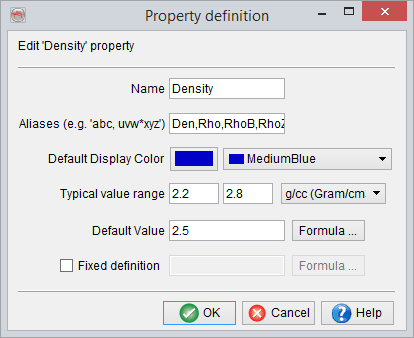 Property definition
Edit 'Density' property
Name Density
Aliases (e.g. 'abc, uvw*xyz') Den,Rho,RhoB,RhoZ
Default Display Color MediumBlue
Typical value range 2.2 2.8 g/cc (Gram/cm
Default Value 2.5 Formula ...
Fixed definition Formula ...
OK Cancel Help